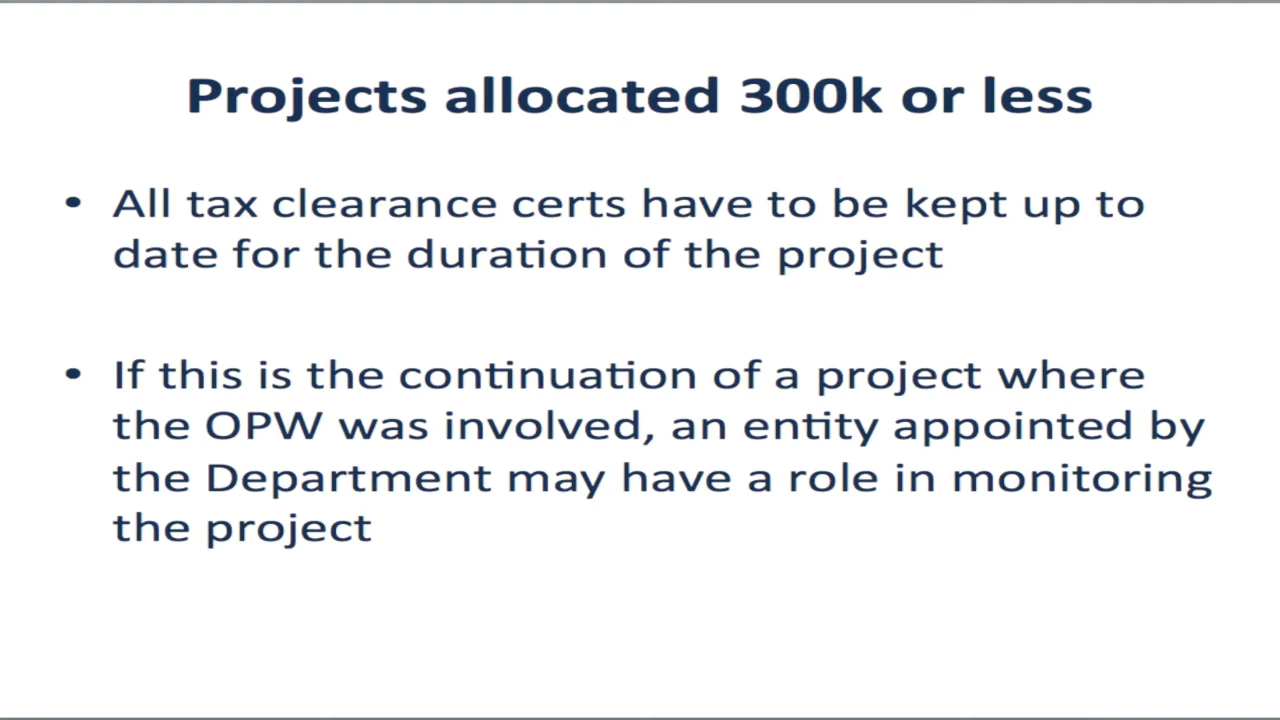 Projects allocated 300k or less
• All tax clearance certs have to be kept up to
date for the duration of the project
• If this is the continuation of a project where
the OPW was involved, an entity appointed by
the Department may have a role in monitoring
the project